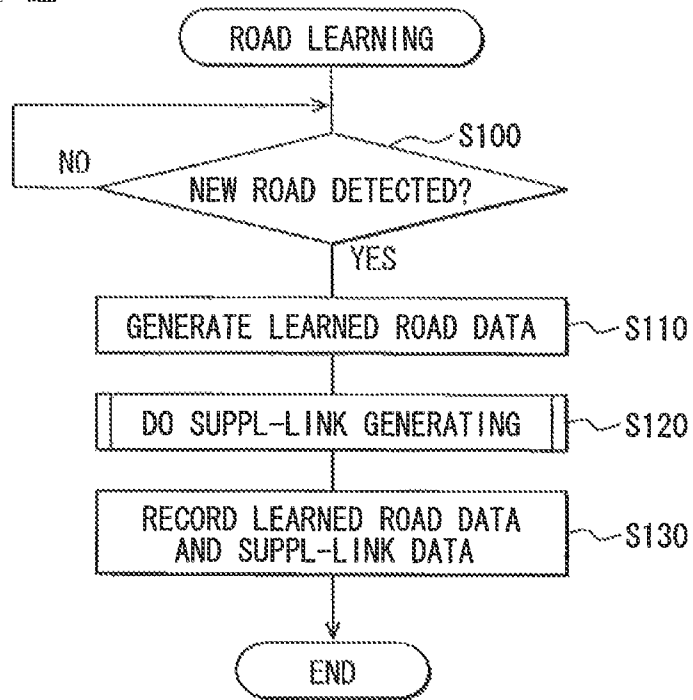 ROAD LEARNING
S100
NO
NEW ROAD DETECTED?
YES
GENERATE LEARNED ROAD DATA
S110
DO SUPPL-LINK GENERATING
S120
RECORD LEARNED ROAD DATA
AND SUPPL-LINK DATA
S130
END